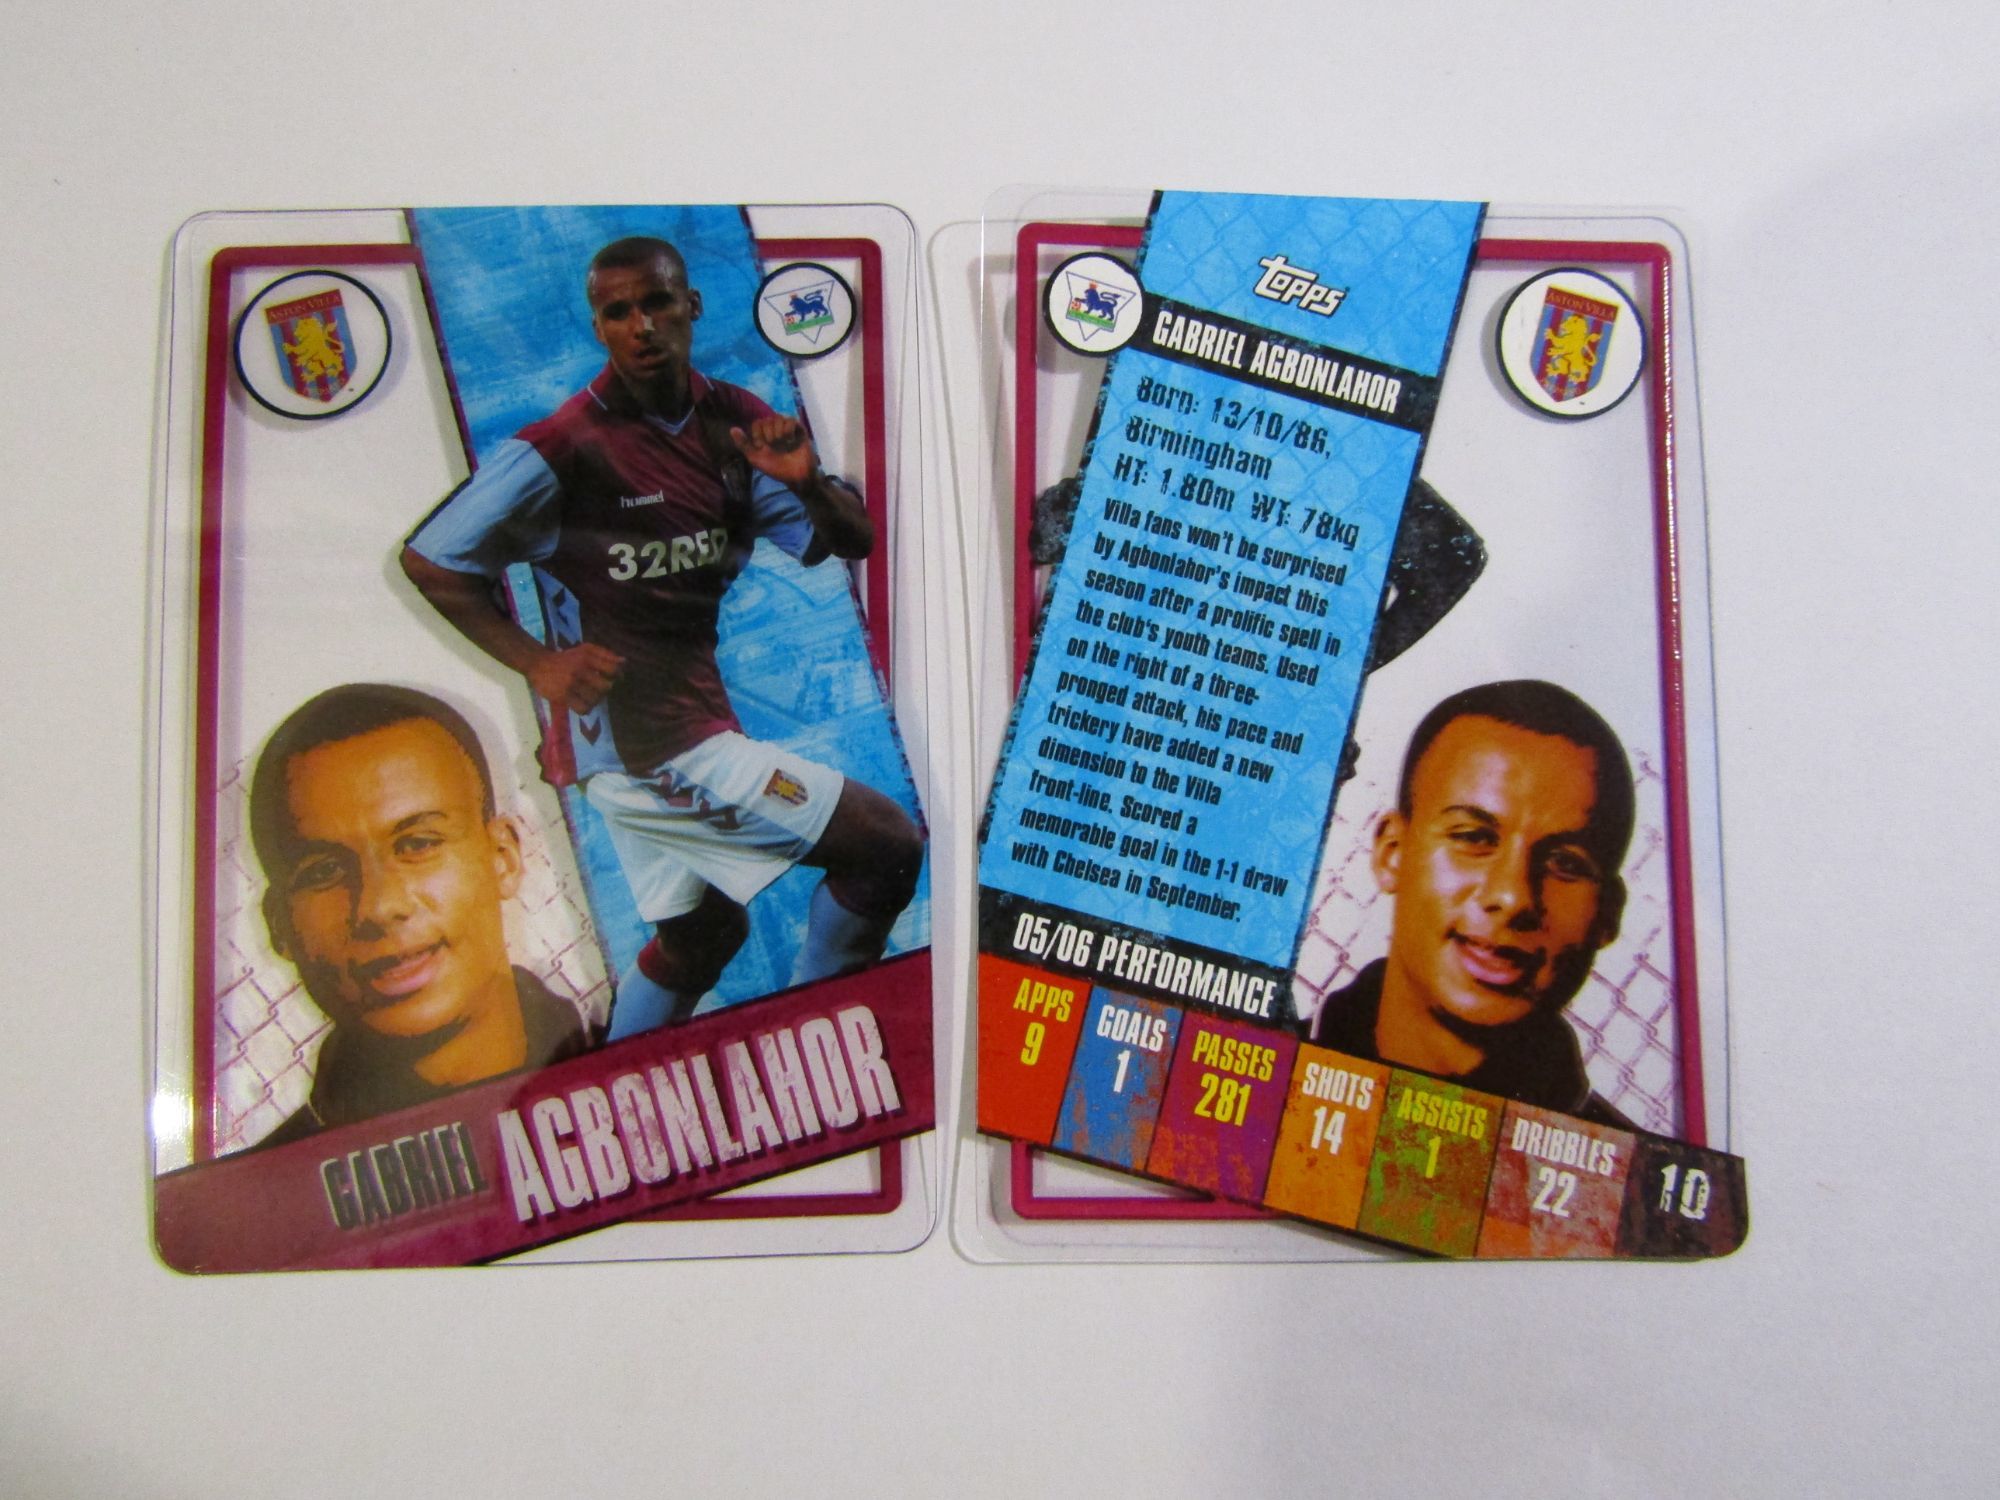 ASTON VILLA
hummel
32RED
GABRIEL AGBONLAHOR
Topps
ASTON VILLA
GABRIEL AGBONLAHOR
Born: 13/10/86,
Birmingham
HT: 1.80m WT: 78kg
Villa fans won't be surprised
by Agbonlahor's impact this
season after a prolific spell in
the club's youth teams. Used
on the right of a three-
pronged attack, his pace and
trickery have added a new
dimension to the Villa
front-line. Scored a
memorable goal in the 1-1 draw
with Chelsea in September.
05/06 PERFORMANCE
APPS GOALS PASSES SHOTS ASSISTS DRIBBLES
9 1 281 14 1 22 10